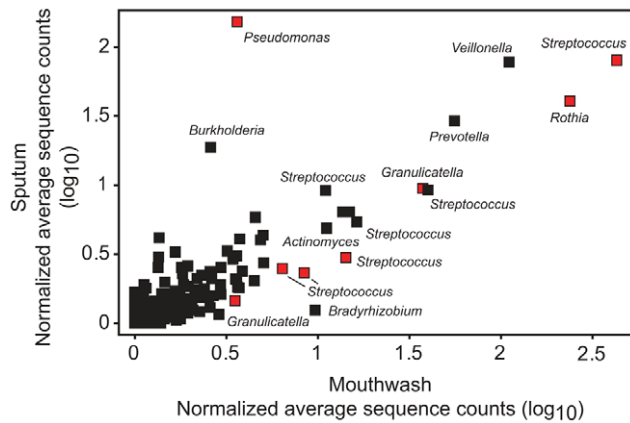 Sputum
Normalized average sequence counts
(log10)
2
1.5
1
0.5
0
Pseudomonas
Veillonella
Streptococcus
Rothia
Prevotella
Burkholderia
Streptococcus
Granulicatella
Streptococcus
Actinomyces
Streptococcus
Streptococcus
Streptococcus
Granulicatella
Bradyrhizobium
0
0.5
1
1.5
2
2.5
Mouthwash
Normalized average sequence counts (log10)